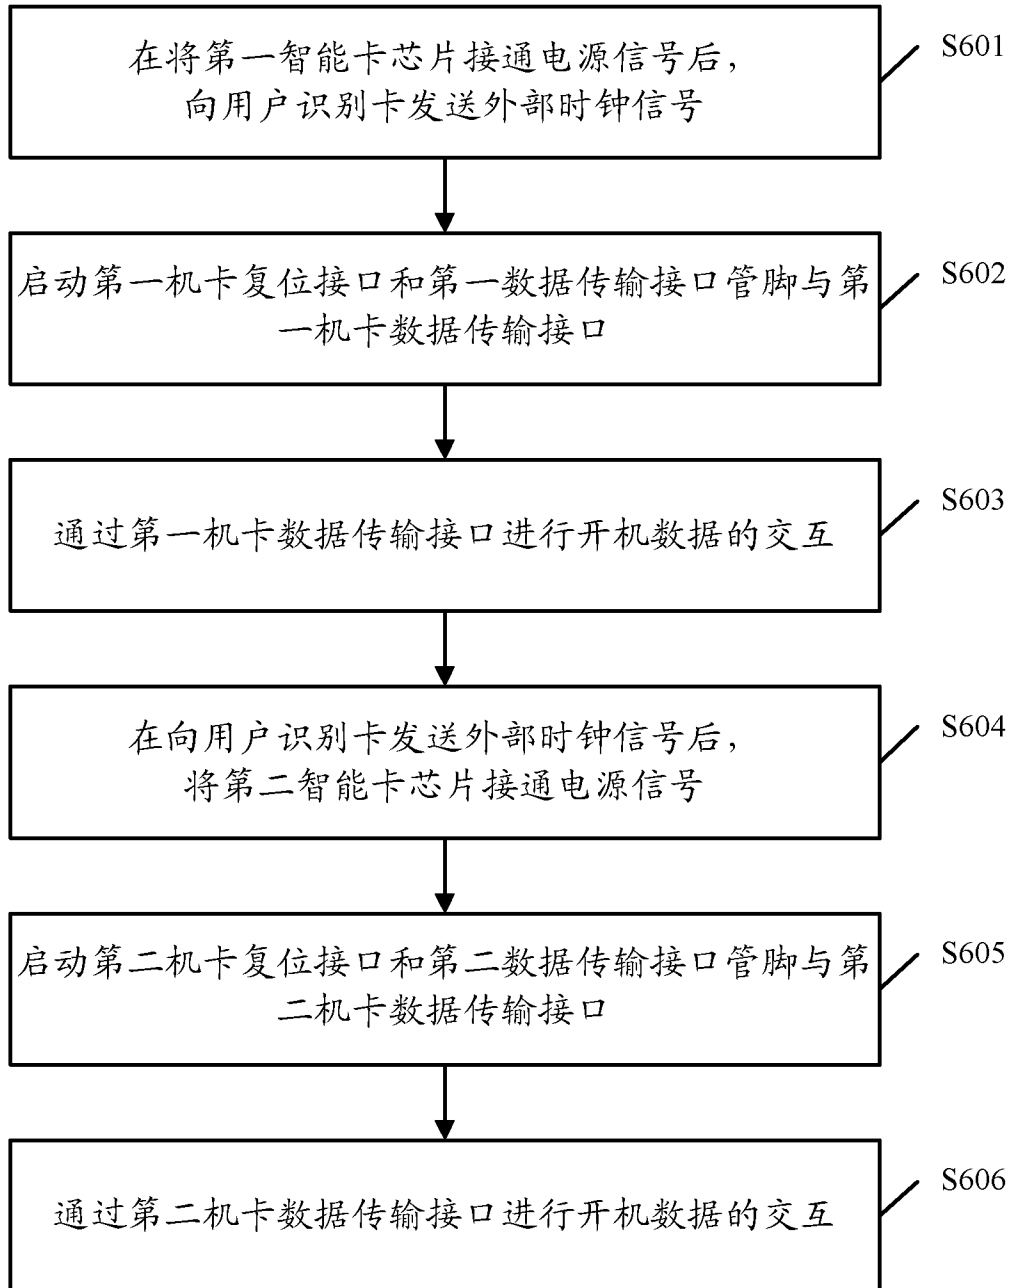 在将第一智能卡芯片接通电源信号后，
向用户识别卡发送外部时钟信号
S601
启动第一机卡复位接口和第一数据传输接口管脚与第
一机卡数据传输接口
S602
通过第一机卡数据传输接口进行开机数据的交互
S603
在向用户识别卡发送外部时钟信号后，
将第二智能卡芯片接通电源信号
S604
启动第二机卡复位接口和第二数据传输接口管脚与第
二机卡数据传输接口
S605
通过第二机卡数据传输接口进行开机数据的交互
S606